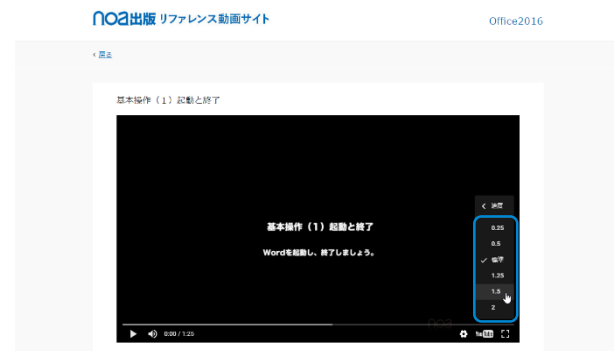 noa出版 リファレンス動画サイト
Office2016
< 戻る
基本操作(1)起動と終了
基本操作(1)起動と終了
Wordを起動し、終了しましょう。
< 速度
0.25
0.5
✓ 標準
1.25
1.5
2
noa
0:00 / 1:25